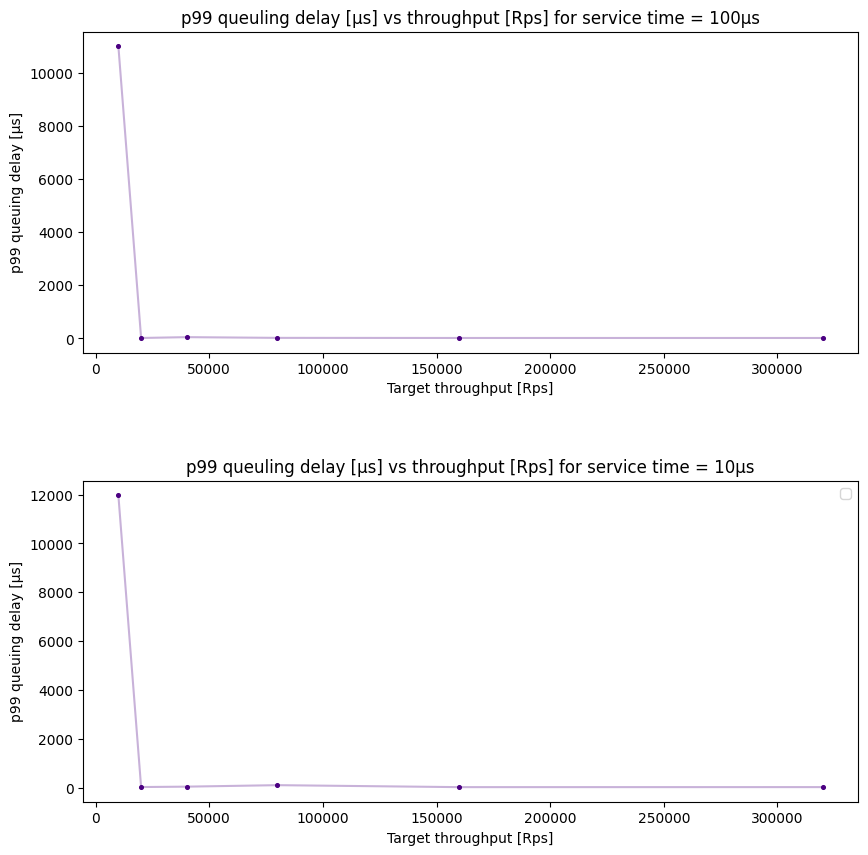 p99 queuling delay [µs] vs throughput [Rps] for service time = 100µs
p99 queuing delay [µs]
10000
8000
6000
4000
2000
0
0 50000 100000 150000 200000 250000 300000
Target throughput [Rps]
p99 queuling delay [µs] vs throughput [Rps] for service time = 10µs
p99 queuing delay [µs]
12000
10000
8000
6000
4000
2000
0
0 50000 100000 150000 200000 250000 300000
Target throughput [Rps]